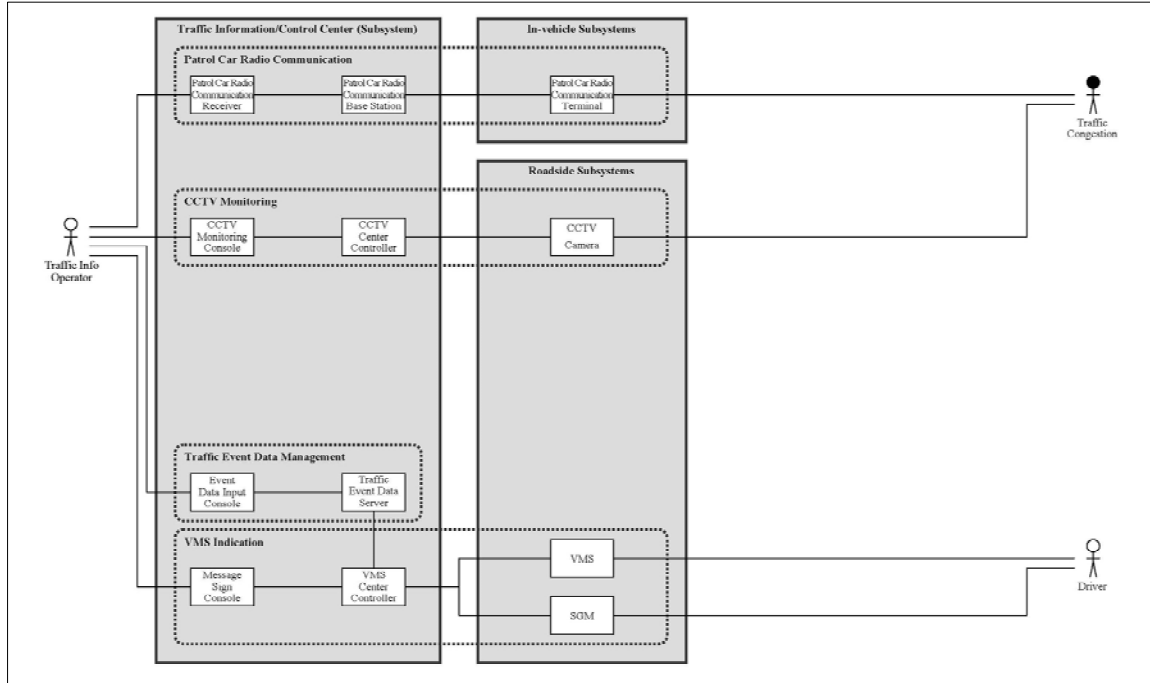 Traffic Information/Control Center (Subsystem)
In-vehicle Subsystems
Patrol Car Radio Communication
Patrol Car Radio
Communication
Receiver
Patrol Car Radio
Communication
Base Station
Patrol Car Radio
Communication
Terminal
Traffic
Congestion
Roadside Subsystems
CCTV Monitoring
CCTV
Monitoring
Console
CCTV
Center
Controller
CCTV
Camera
Traffic Info
Operator
Traffic Event Data Management
Event
Data Input
Console
Traffic
Event Data
Server
VMS Indication
Message
Sign
Console
VMS
Center
Controller
VMS
SGM
Driver